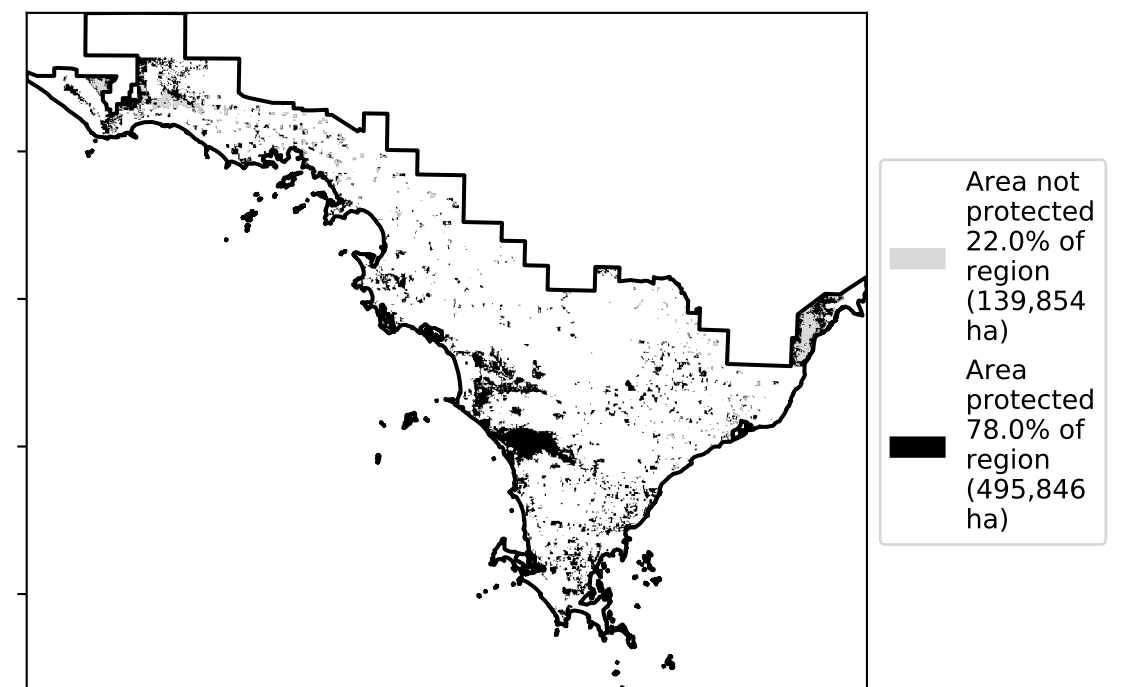 Area not
protected
22.0% of
region
(139,854
ha)
Area
protected
78.0% of
region
(495,846
ha)